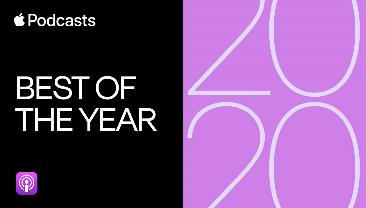 Podcasts
BEST OF
THE YEAR
20
20